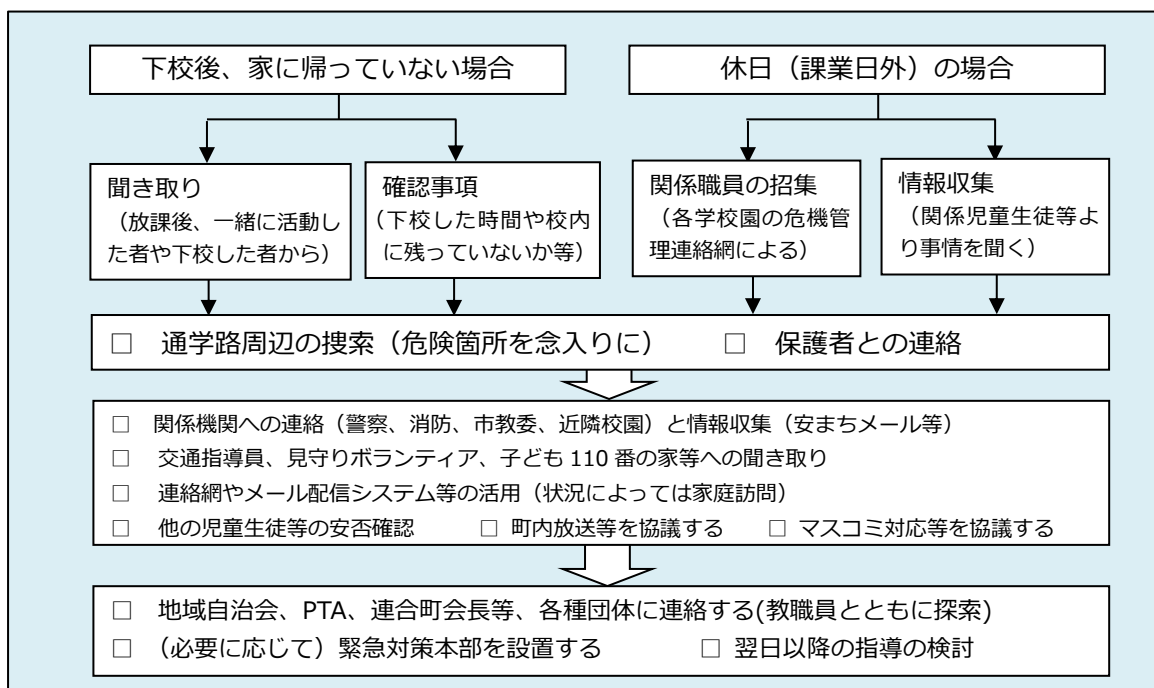 下校後、家に帰っていない場合
休日（課業日外）の場合
聞き取り
（放課後、一緒に活動し
た者や下校した者から）
確認事項
（下校した時間や校内
に残っていないか等）
関係職員の招集
（各学校園の危機管
理連絡網による）
情報収集
（関係児童生徒等よ
り事情を聞く）
□ 通学路周辺の捜索（危険箇所を念入りに） □ 保護者との連絡
□ 関係機関への連絡（警察、消防、市教委、近隣校園）と情報収集（安まちメール等）
□ 交通指導員、見守りボランティア、子ども 110 番の家等への聞き取り
□ 連絡網やメール配信システム等の活用（状況によっては家庭訪問）
□ 他の児童生徒等の安否確認 □ 町内放送等を協議する □ マスコミ対応等を協議する
□ 地域自治会、PTA、連合町会長等、各種団体に連絡する(教職員とともに探索)
□ （必要に応じて）緊急対策本部を設置する □ 翌日以降の指導の検討